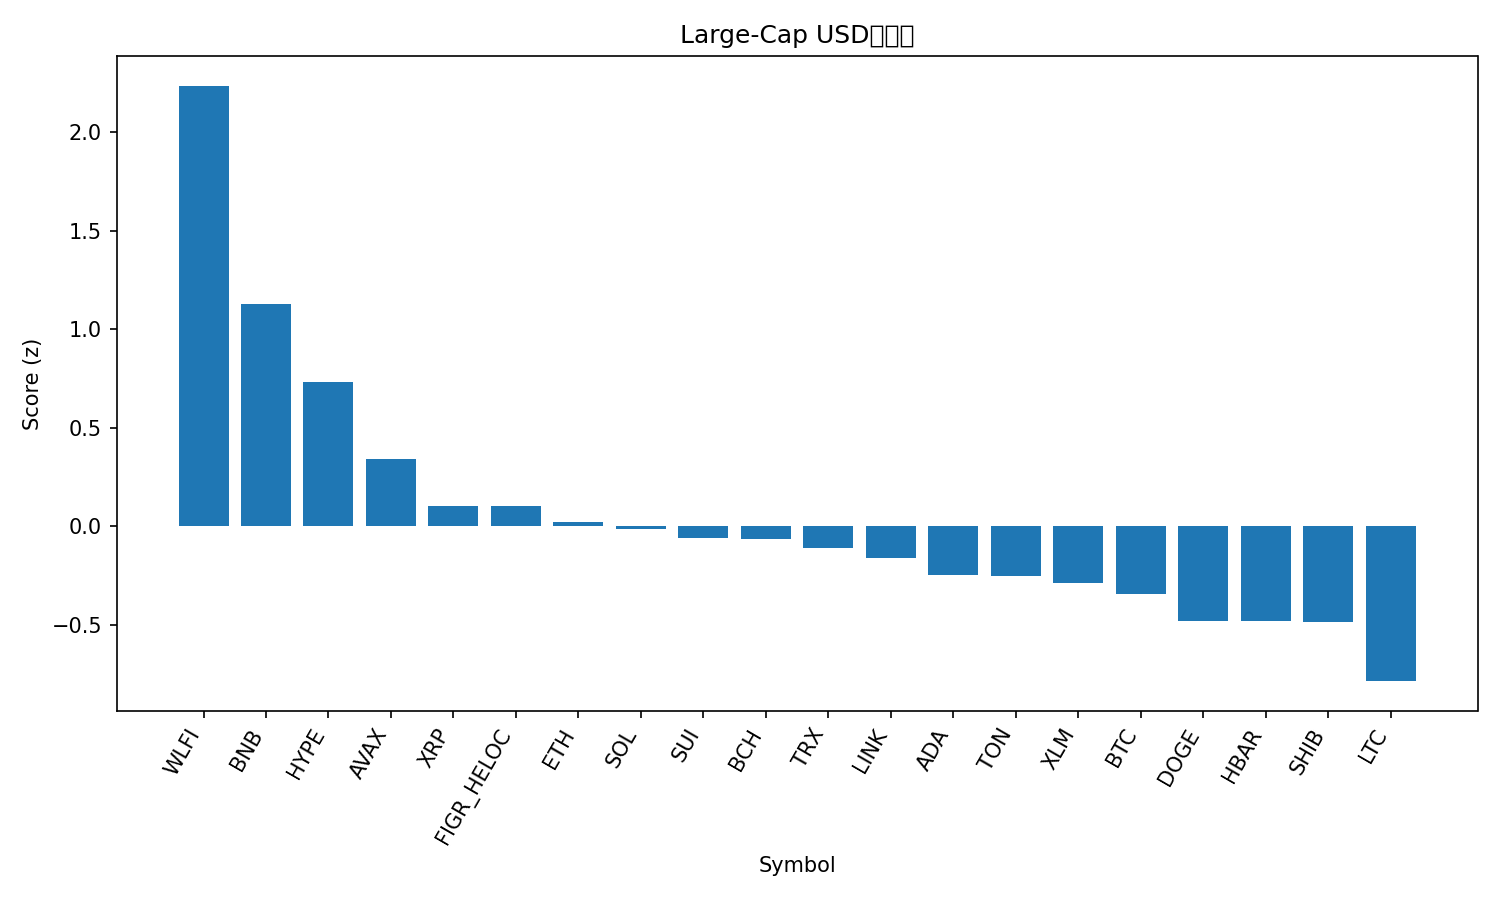 Large-Cap USD
2.0
1.5
1.0
0.5
0.0
−0.5
Score (z)
WLFI
BNB
HYPE
AVAX
XRP
FIGR_HELOC
ETH
SOL
SUI
BCH
TRX
LINK
ADA
TON
XLM
BTC
DOGE
HBAR
SHIB
LTC
Symbol